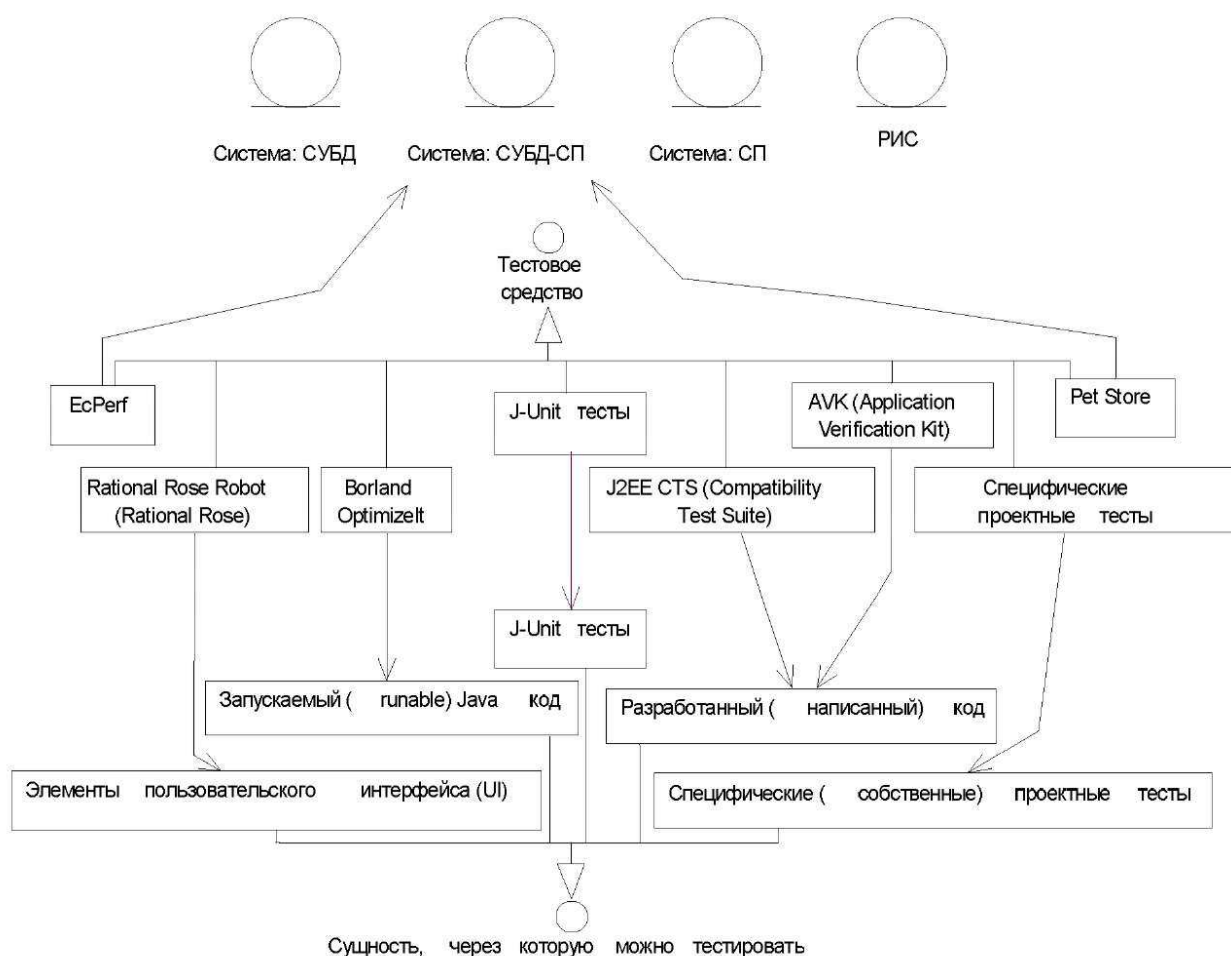 Система: СУБД
Система: СУБД-СП
Система: СП
РИС
Тестовое
средство
EcPerf
J-Unit тесты
AVK (Application
Verification Kit)
Pet Store
Rational Rose Robot
(Rational Rose)
Borland
OptimizeIt
J2EE CTS (Compatibility
Test Suite)
Специфические
проектные тесты
J-Unit тесты
Запускаемый ( runable) Java код
Разработанный ( написанный) код
Элементы пользовательского интерфейса (UI)
Специфические ( собственные) проектные тесты
Сущность, через которую можно тестировать